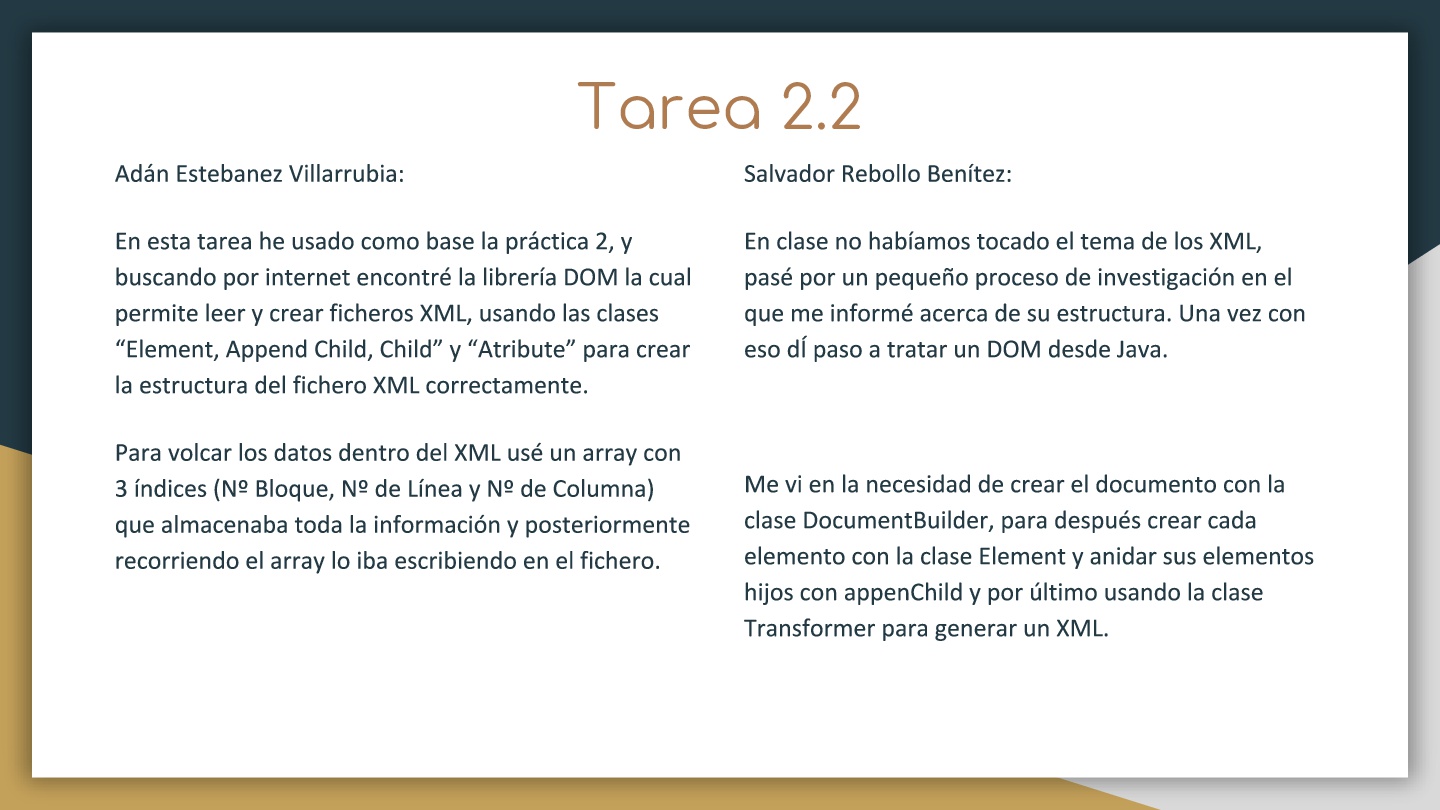 Tarea 2.2
Adán Estebanez Villarrubia:
En esta tarea he usado como base la práctica 2, y
buscando por internet encontré la librería DOM la cual
permite leer y crear ficheros XML, usando las clases
“Element, Append Child, Child” y “Atribute” para crear
la estructura del fichero XML correctamente.
Para volcar los datos dentro del XML usé un array con
3 índices (Nº Bloque, Nº de Línea y Nº de Columna)
que almacenaba toda la información y posteriormente
recorriendo el array lo iba escribiendo en el fichero.
Salvador Rebollo Benítez:
En clase no habíamos tocado el tema de los XML,
pasé por un pequeño proceso de investigación en el
que me informé acerca de su estructura. Una vez con
eso dÍ paso a tratar un DOM desde Java.
Me vi en la necesidad de crear el documento con la
clase DocumentBuilder, para después crear cada
elemento con la clase Element y anidar sus elementos
hijos con appenChild y por último usando la clase
Transformer para generar un XML.